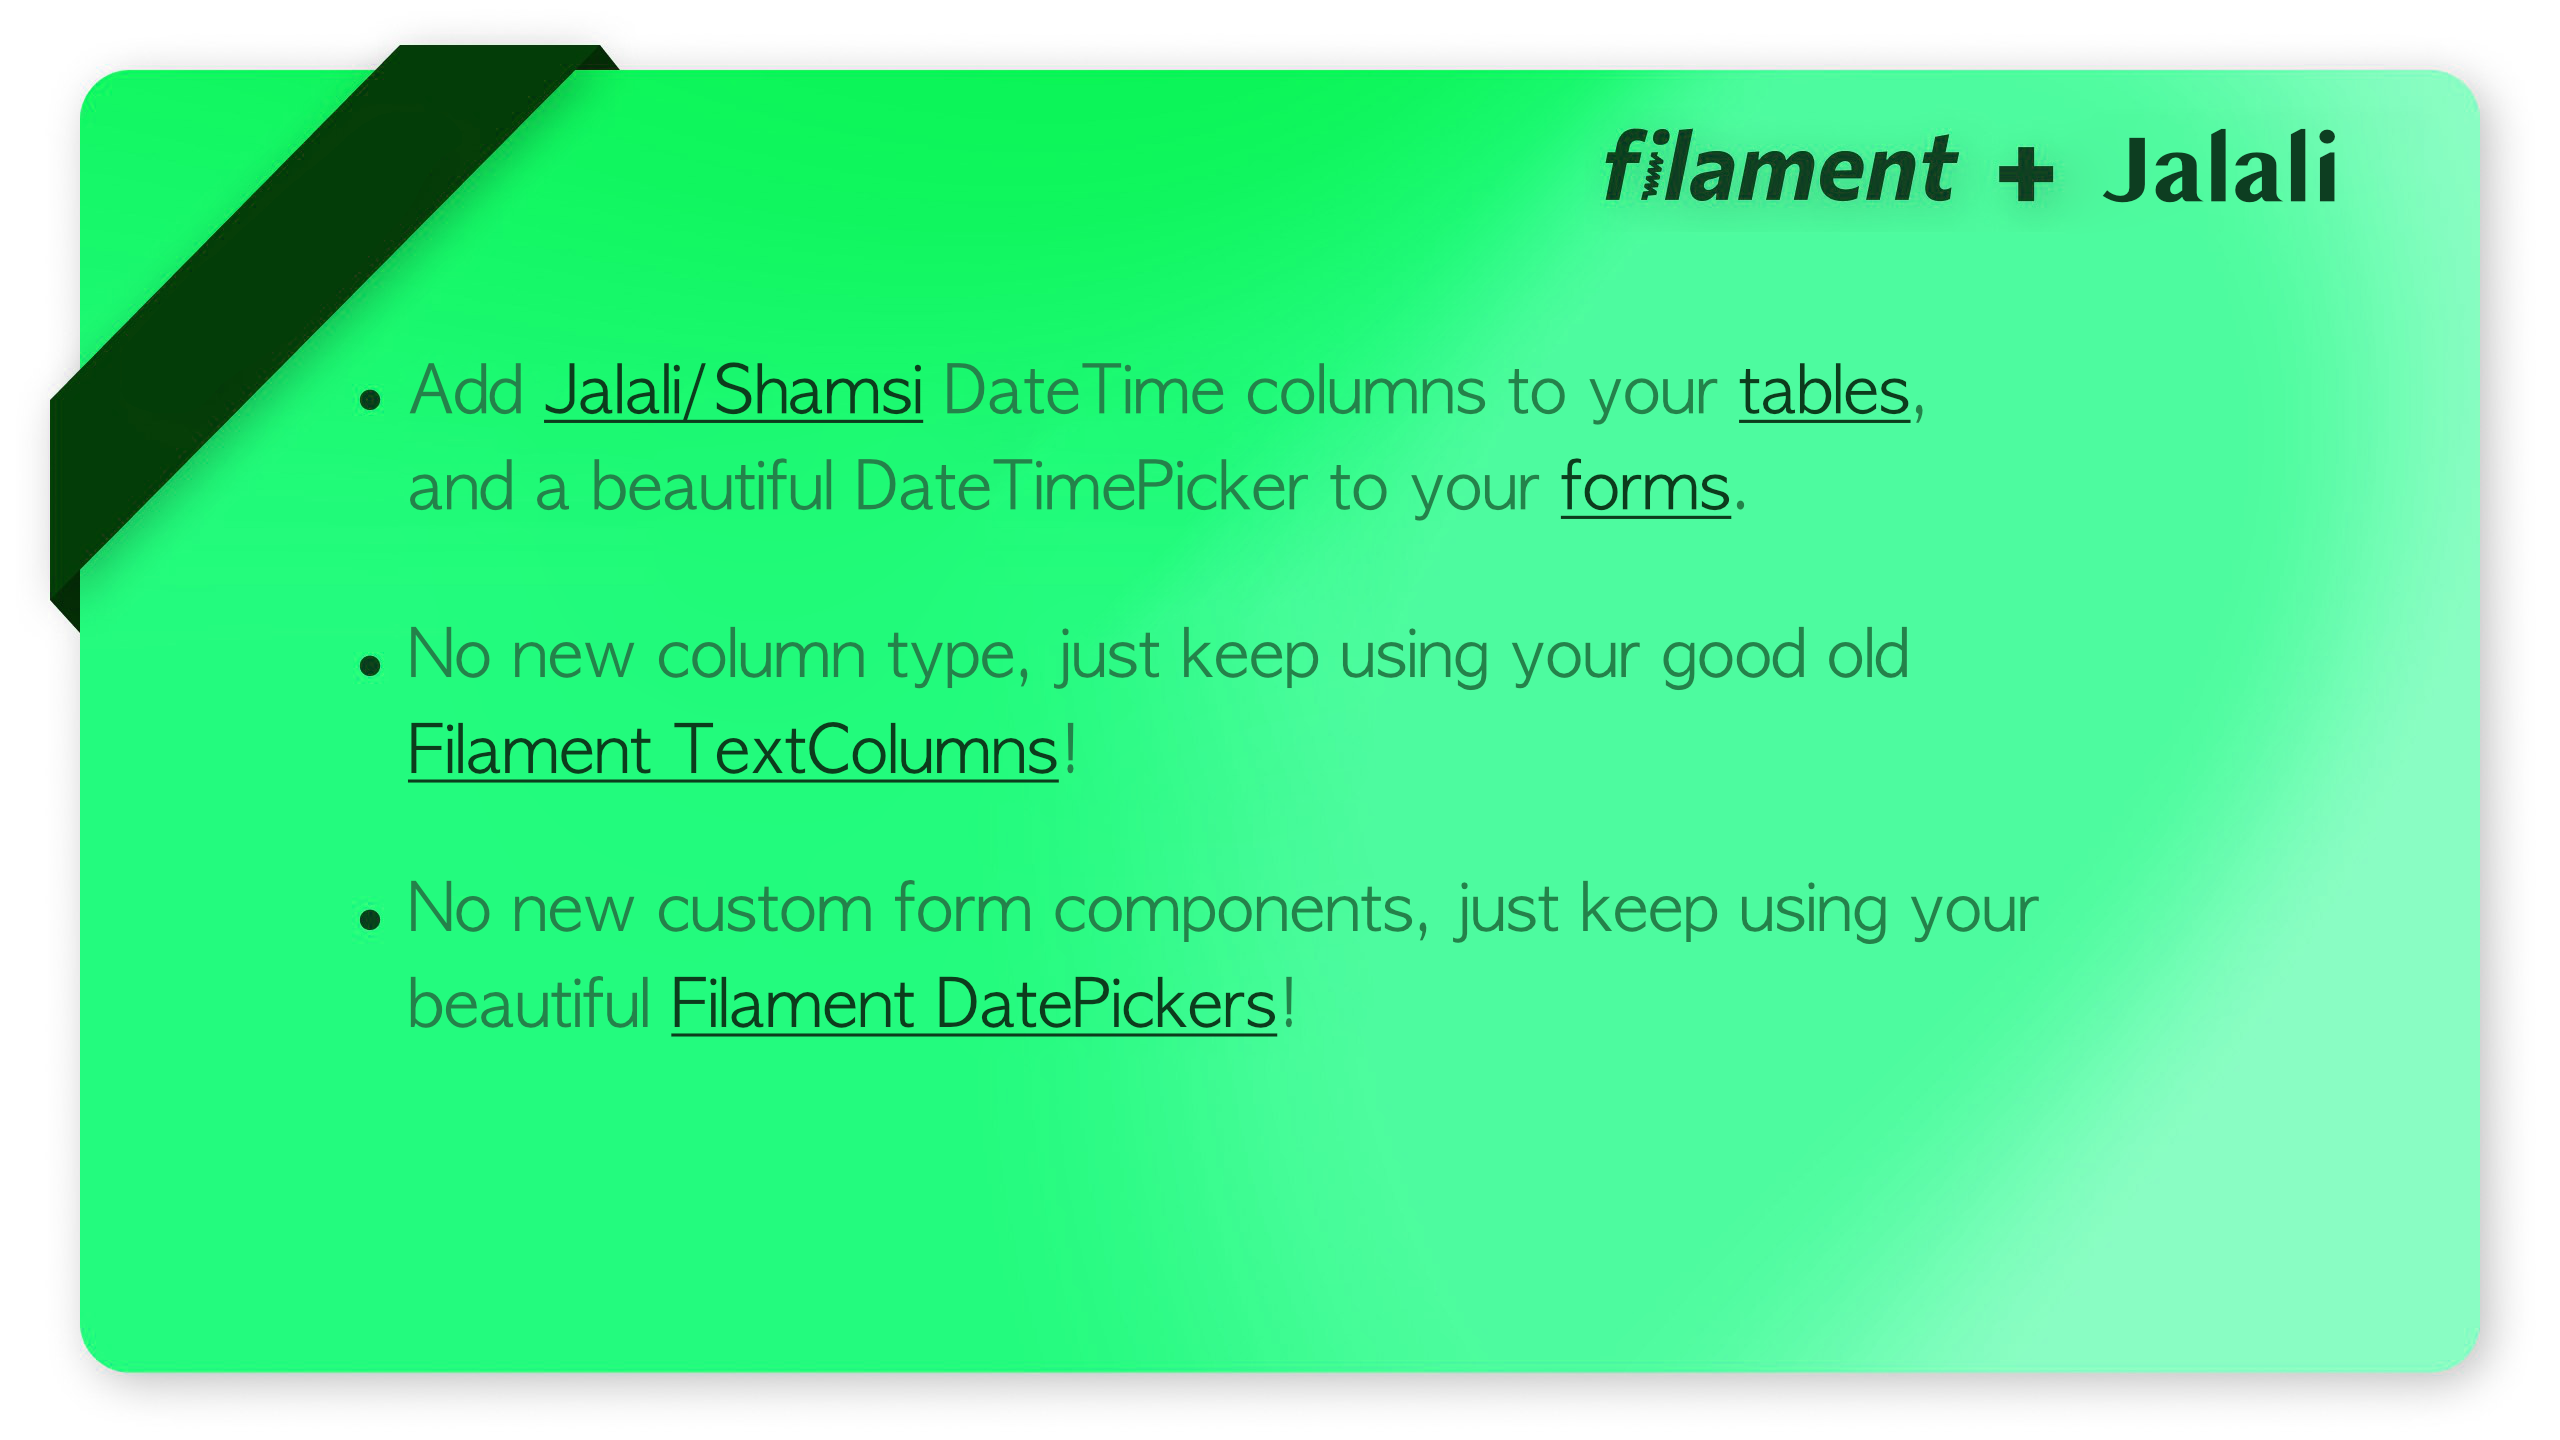 filament + Jalali
• Add Jalali/Shamsi DateTime columns to your tables,
and a beautiful DateTimePicker to your forms.
• No new column type, just keep using your good old
Filament TextColumns!
• No new custom form components, just keep using your
beautiful Filament DatePickers!